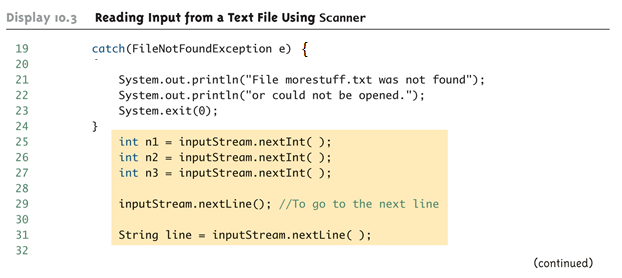 Display 10.3 Reading Input from a Text File Using Scanner
19 catch(FileNotFoundException e) {
20
21 System.out.println("File morestuff.txt was not found");
22 System.out.println("or could not be opened.");
23 System.exit(0);
24 }
25 int n1 = inputStream.nextInt( );
26 int n2 = inputStream.nextInt( );
27 int n3 = inputStream.nextInt( );
28
29 inputStream.nextLine(); //To go to the next line
30
31 String line = inputStream.nextLine( );
32
(continued)